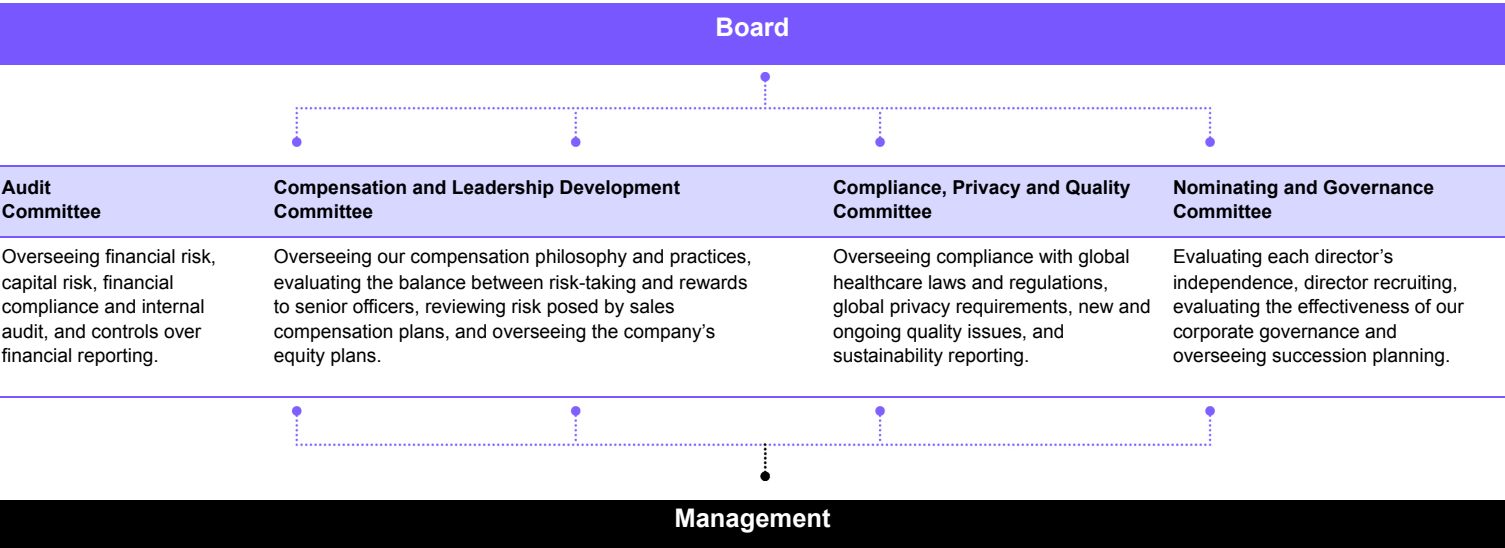 Board
Audit
Committee
Compensation and Leadership Development
Committee
Compliance, Privacy and Quality
Committee
Nominating and Governance
Committee
Overseeing financial risk,
capital risk, financial
compliance and internal
audit, and controls over
financial reporting.
Overseeing our compensation philosophy and practices,
evaluating the balance between risk-taking and rewards
to senior officers, reviewing risk posed by sales
compensation plans, and overseeing the company’s
equity plans.
Overseeing compliance with global
healthcare laws and regulations,
global privacy requirements, new and
ongoing quality issues, and
sustainability reporting.
Evaluating each director’s
independence, director recruiting,
evaluating the effectiveness of our
corporate governance and
overseeing succession planning.
Management